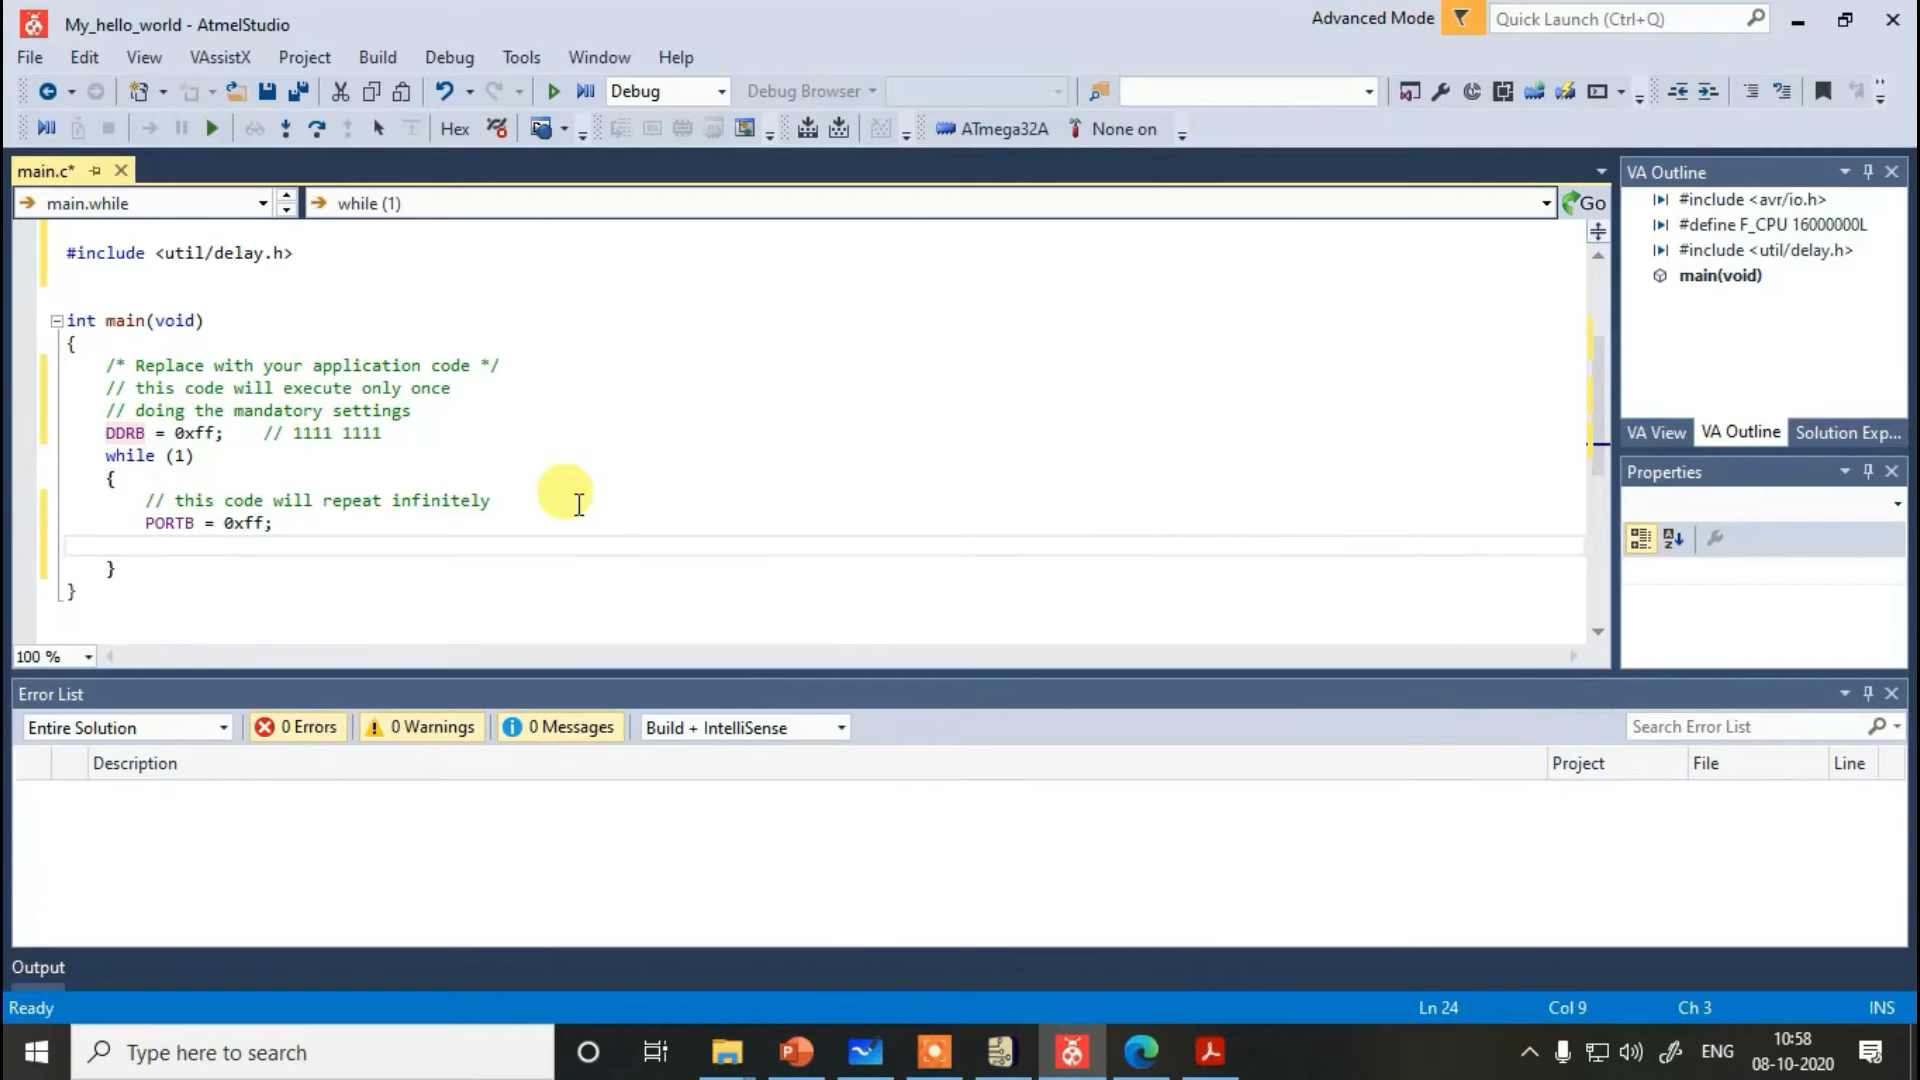 My_hello_world - AtmelStudio
Advanced Mode
Quick Launch (Ctrl+Q)
File Edit View VAssistX Project Build Debug Tools Window Help
Debug
Debug Browser
Hex
ATmega32A
None on
main.c*
main.while
while (1)
Go
#include <util/delay.h>
int main(void)
{
/* Replace with your application code */
// this code will execute only once
// doing the mandatory settings
DDRB = 0xff; // 1111 1111
while (1)
{
// this code will repeat infinitely
PORTB = 0xff;
}
}
100 %
VA Outline
#include <avr/io.h>
#define F_CPU 16000000L
#include <util/delay.h>
main(void)
VA View VA Outline Solution Exp...
Properties
Error List
Entire Solution
0 Errors
0 Warnings
0 Messages
Build + IntelliSense
Search Error List
Description Project File Line
Output
Ready
Ln 24 Col 9 Ch 3 INS
Type here to search
ENG
10:58
08-10-2020